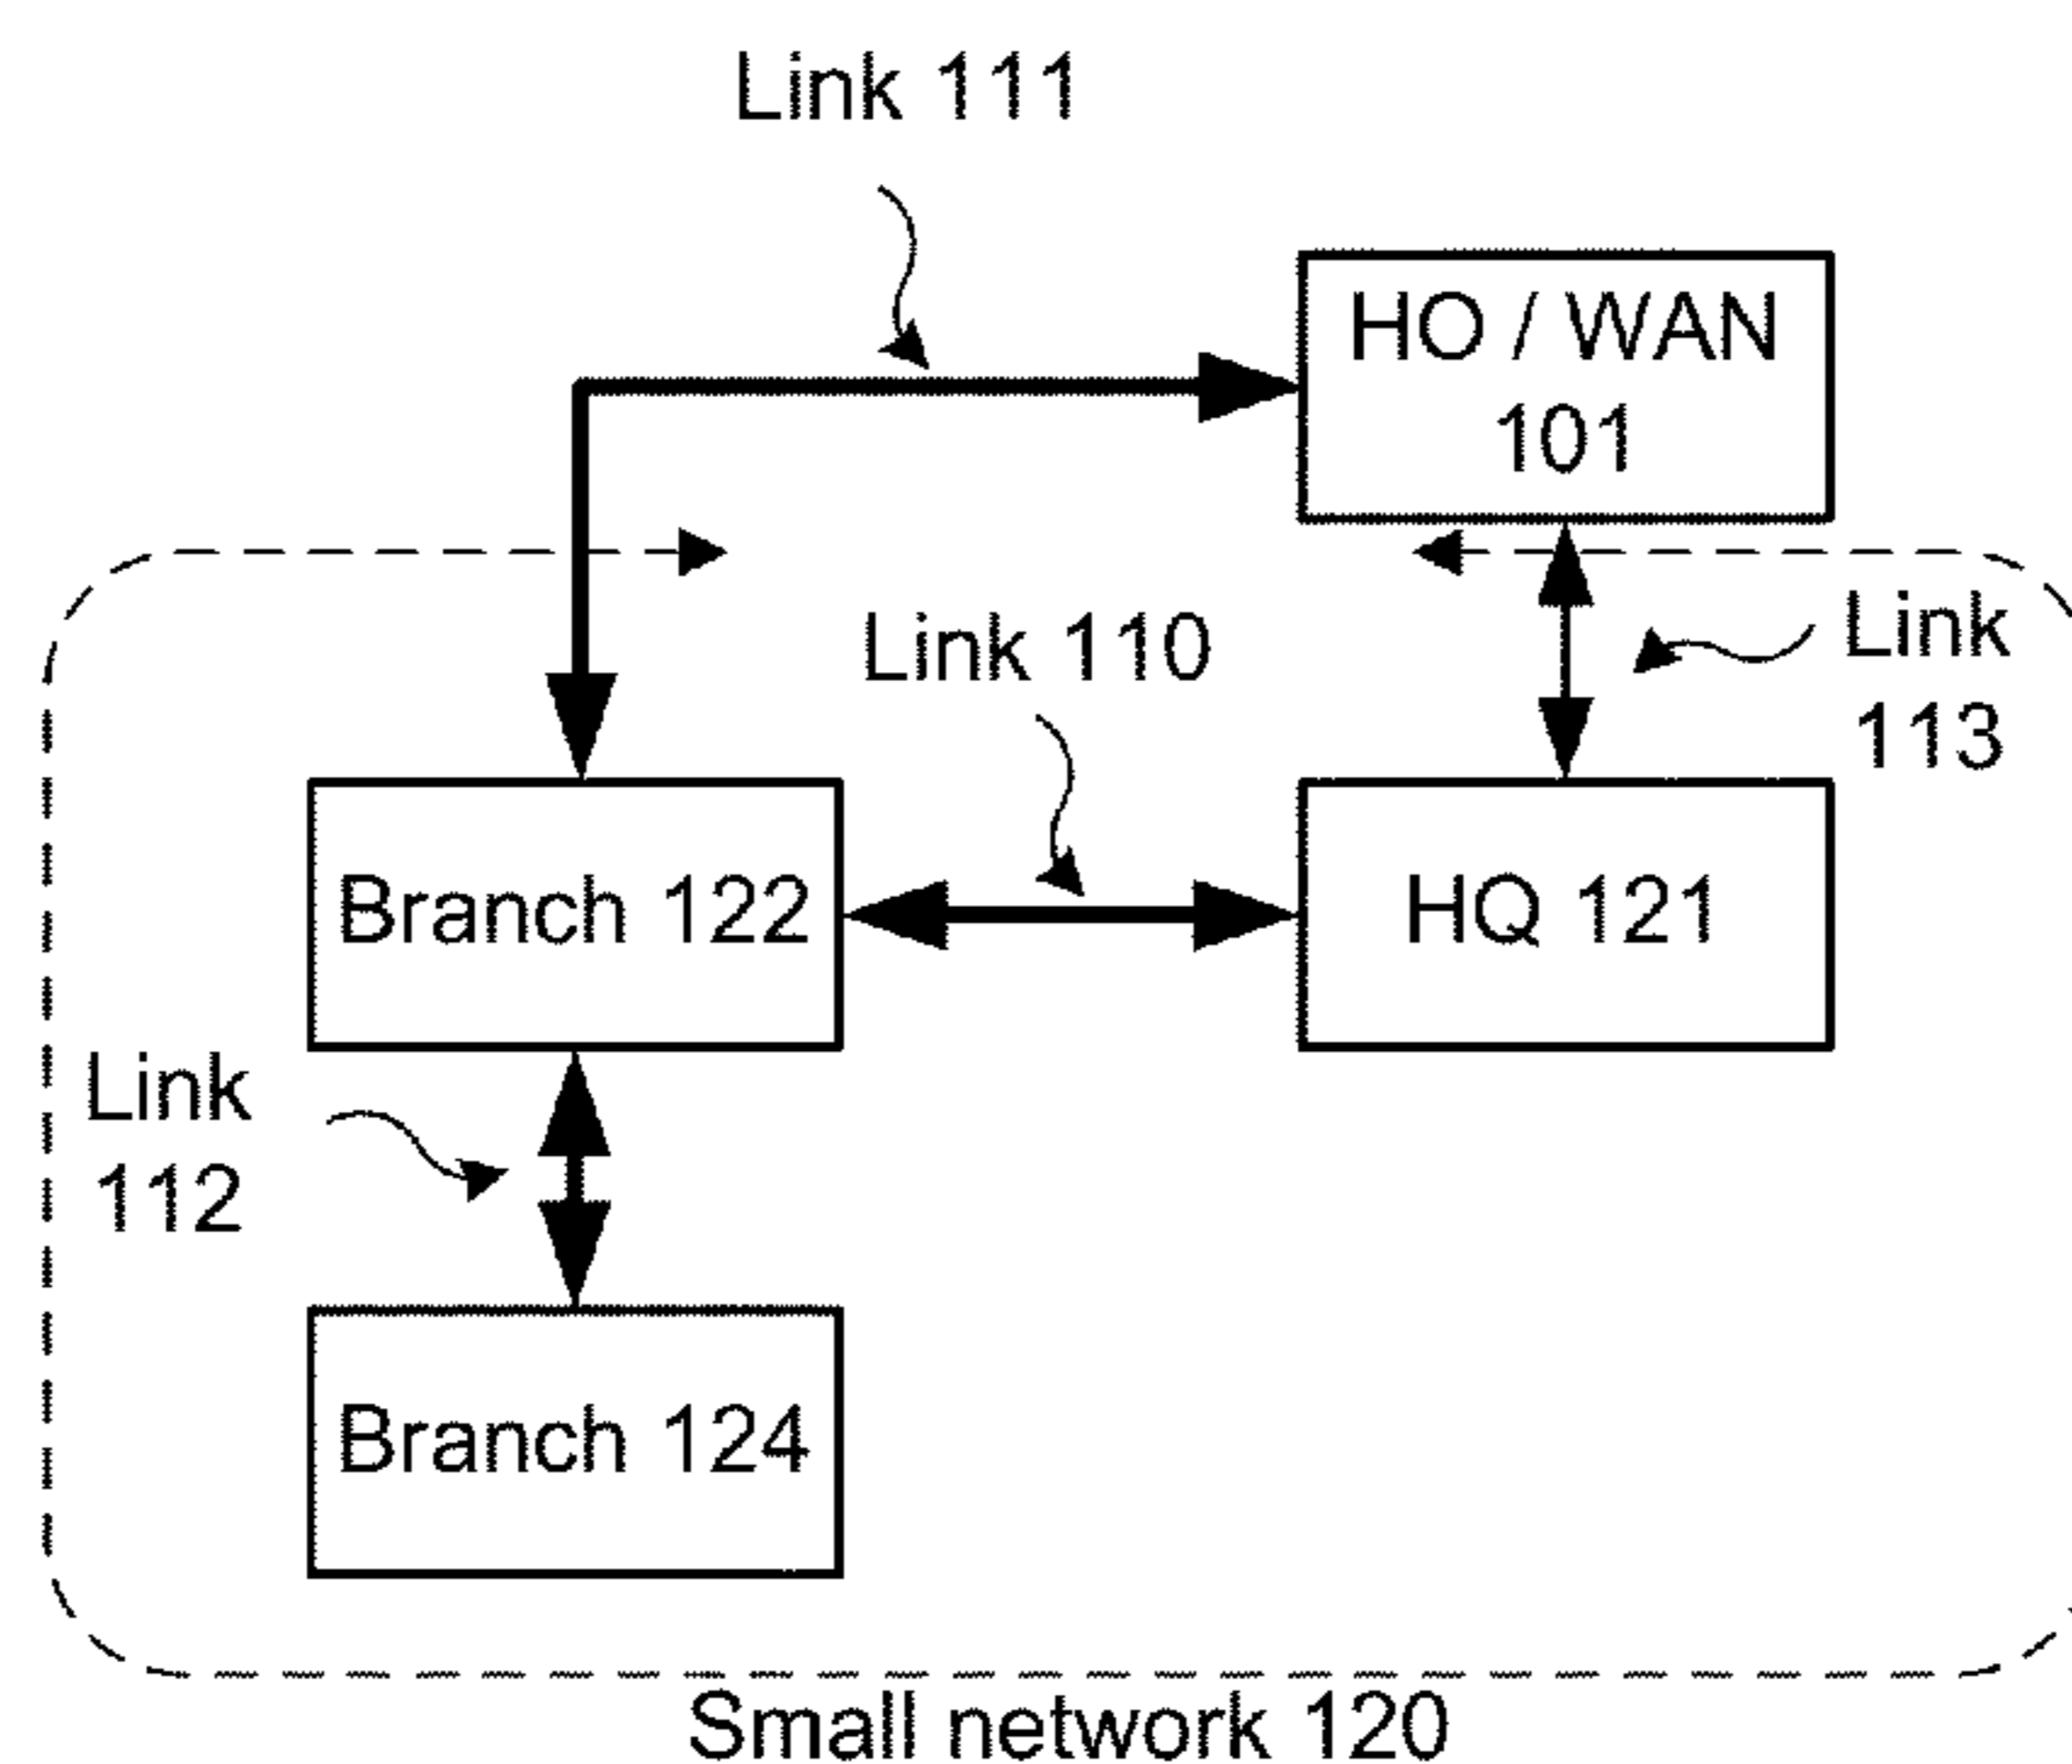 Link 111
HO / WAN
101
Link 110
Link
113
Branch 122
HQ 121
Link
112
Branch 124
Small network 120